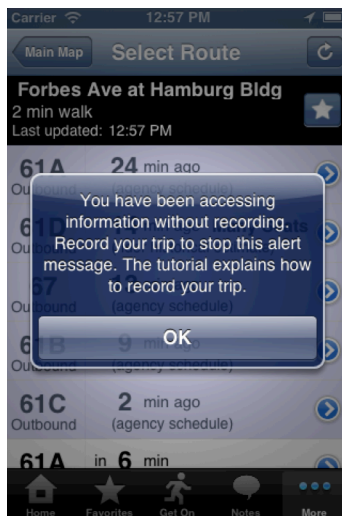 Carrier 12:57 PM
Main Map Select Route
Forbes Ave at Hamburg Bldg
2 min walk
Last updated: 12:57 PM
61A 24 min ago
Outbound (agency schedule)
You have been accessing
information without recording.
Record your trip to stop this alert
message. The tutorial explains how
to record your trip.
OK
61B 9 min ago
Outbound (agency schedule)
61C 2 min ago
Outbound (agency schedule)
61A in 6 min
Home Favorites Get On Notes More